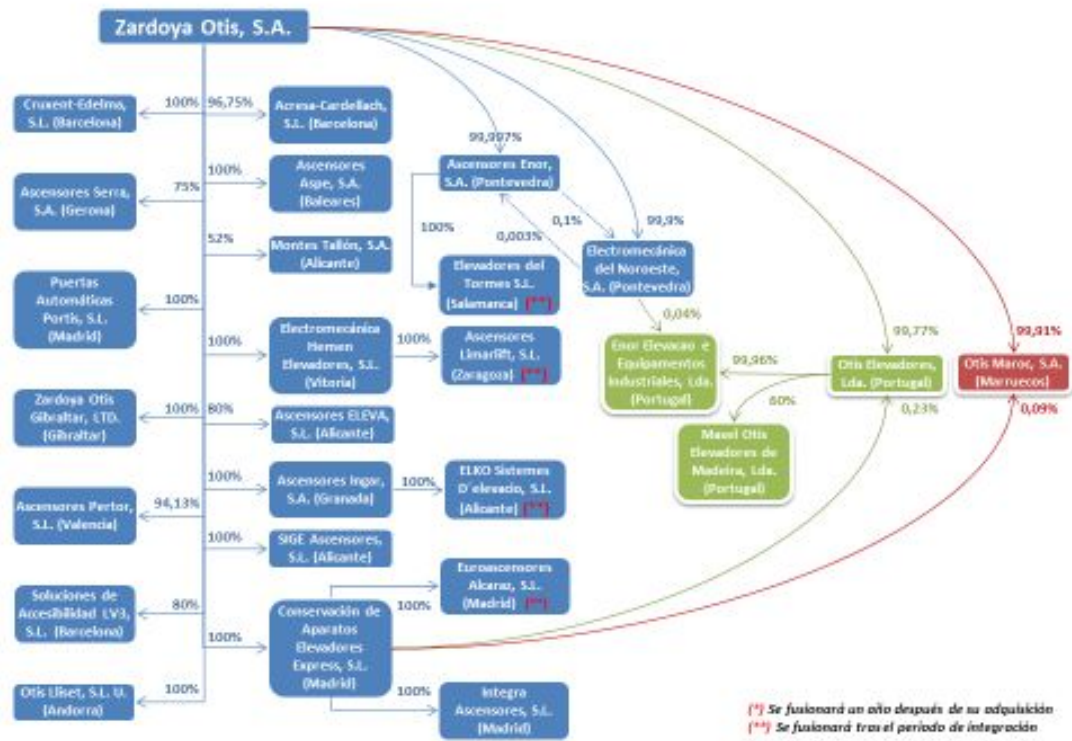 Zardoya Otis, S.A.
Cruxent-Edelma,
S.L. (Barcelona)
100%
96,75%
Acresa-Cardellach,
S.L. (Barcelona)
Ascensores Serra,
S.A. (Gerona)
75%
100%
Ascensores
Aspe, S.A.
(Baleares)
52%
Montes Tallón, S.A.
(Alicante)
Puertas
Automáticas
Portis, S.L.
(Madrid)
100%
100%
Electromecánica
Hemen
Elevadores, S.L.
(Vitoria)
100%
Ascensores
Limarlift, S.L.
(Zaragoza) (**)
Zardoya Otis
Gibraltar, LTD.
(Gibraltar)
100%
80%
Ascensores ELEVA,
S.L. (Alicante)
100%
Ascensores Ingar,
S.A. (Granada)
100%
ELKO Sistemes
D´elevacio, S.L.
(Alicante) (**)
Ascensores Pertor,
S.L. (Valencia)
94,13%
100%
SIGE Ascensores,
S.L. (Alicante)
Soluciones de
Accesibilidad LV3,
S.L. (Barcelona)
80%
100%
Conservación de
Aparatos
Elevadores
Express, S.L.
(Madrid)
100%
Euroascensores
Alcaraz, S.L.
(Madrid) (**)
100%
Integra
Ascensores, S.L.
(Madrid)
Otis Lliset, S.L. U.
(Andorra)
100%
99,997%
Ascensores Enor,
S.A. (Pontevedra)
100%
0,1%
0,003%
99,9%
Elevadores del
Tormes S.L.
(Salamanca) (**)
Electromecánica
del Noroeste,
S.A. (Pontevedra)
0,04%
Enor Elevacao e
Equipamentos
Industriales, Lda.
(Portugal)
99,96%
99,77%
Otis Elevadores,
Lda. (Portugal)
0,23%
60%
Masel Otis
Elevadores de
Madeira, Lda.
(Portugal)
99,91%
Otis Maroc, S.A.
(Marruecos)
0,09%
(*) Se fusionará un año después de su adquisición
(**) Se fusionará tras el periodo de integración